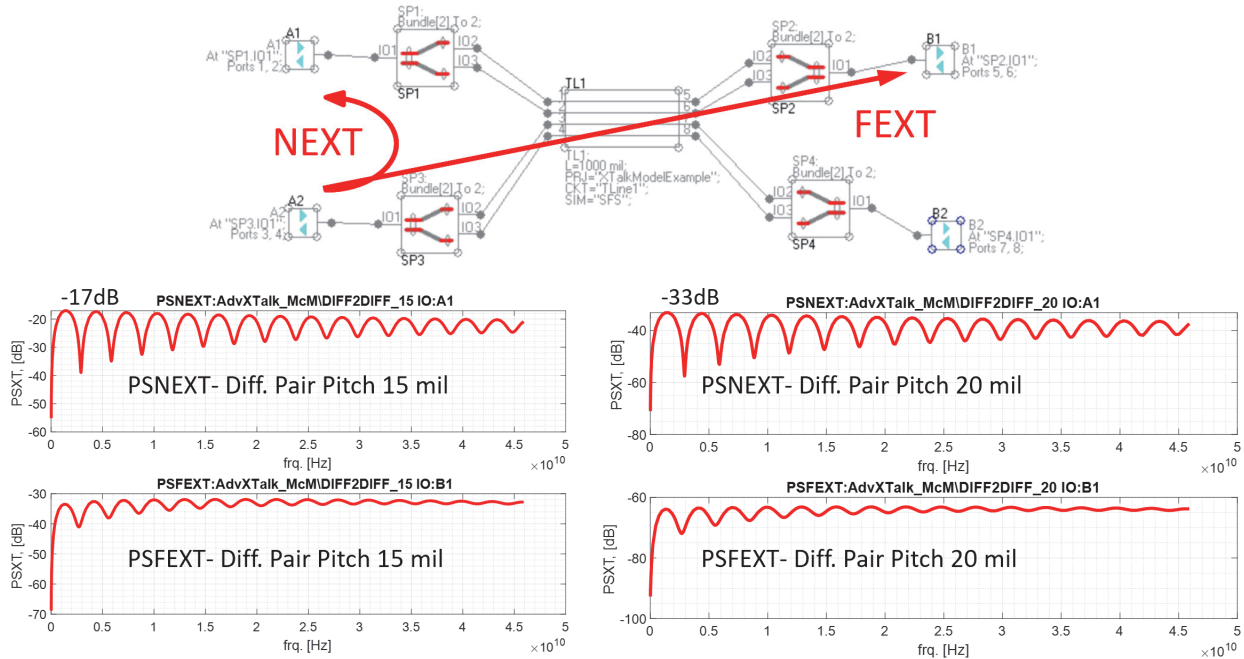 A1
A1
At "SP1.IO1";
Ports 1, 2;
SP1:
Bundle[2] To 2;
IO1
IO2
IO3
SP1
SP2:
Bundle[2] To 2;
IO2
IO3
IO1
SP2
B1
B1
At "SP2.IO1";
Ports 5, 6;
NEXT
FEXT
TL1
1
2
3
4
5
6
7
8
TL1:
L=1000 mil;
PRJ="XTalkModelExample";
CKT="TLine1";
SIM="SFS";
A2
A2
At "SP3.IO1";
Ports 3, 4;
SP3:
Bundle[2] To 2;
IO1
IO2
IO3
SP3
SP4:
Bundle[2] To 2;
IO2
IO3
IO1
SP4
B2
B2
At "SP4.IO1";
Ports 7, 8;
-17dB
PSNEXT:AdvXTalk_McM\DIFF2DIFF_15 IO:A1
PSXT, [dB]
-20
-30
-40
-50
-60
PSNEXT- Diff. Pair Pitch 15 mil
0 0.5 1 1.5 2 2.5 3 3.5 4 4.5 5
frq. [Hz]
×10^10
-33dB
PSNEXT:AdvXTalk_McM\DIFF2DIFF_20 IO:A1
PSXT, [dB]
-40
-60
-80
PSNEXT- Diff. Pair Pitch 20 mil
0 0.5 1 1.5 2 2.5 3 3.5 4 4.5 5
frq. [Hz]
×10^10
PSFEXT:AdvXTalk_McM\DIFF2DIFF_15 IO:B1
PSXT, [dB]
-30
-40
-50
-60
-70
PSFEXT- Diff. Pair Pitch 15 mil
0 0.5 1 1.5 2 2.5 3 3.5 4 4.5 5
frq. [Hz]
×10^10
PSFEXT:AdvXTalk_McM\DIFF2DIFF_20 IO:B1
PSXT, [dB]
-60
-80
-100
PSFEXT- Diff. Pair Pitch 20 mil
0 0.5 1 1.5 2 2.5 3 3.5 4 4.5 5
frq. [Hz]
×10^10